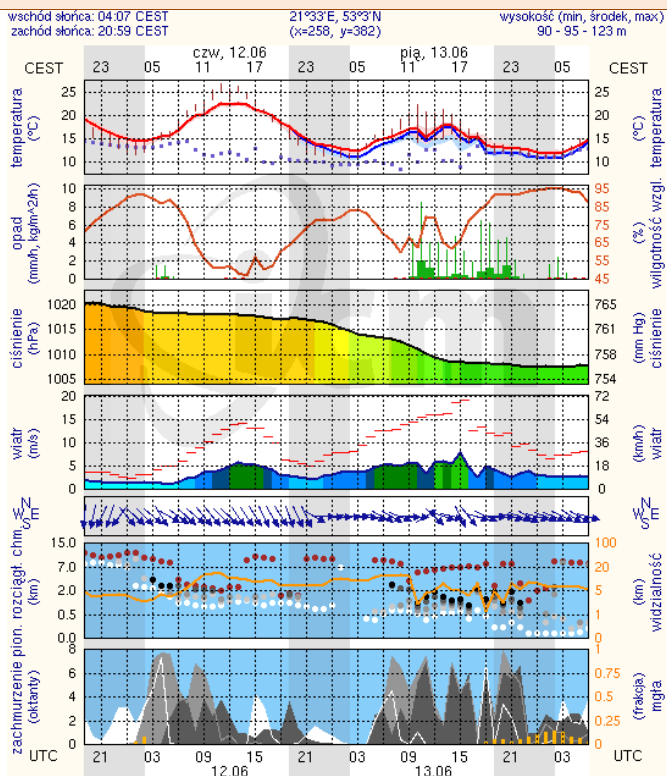 wschód słońca: 04:07 CEST
zachód słońca: 20:59 CEST
21°33'E, 53°3'N
(x=258, y=382)
wysokość (min, środek, max)
90 - 95 - 123 m
czw, 12.06
pią, 13.06
CEST 23 05 11 17 23 05 11 17 23 05 CEST
temperatura
(°C)
25
20
15
10
25
20
15
10
temperatura
(°C)
opad
(mm/h, kg/m^2/h)
10
8
6
4
2
0
95
85
75
65
55
45
(%)
wilgotność wzgl.
ciśnienie
(hPa)
1020
1015
1010
1005
765
761
758
754
(mm Hg)
ciśnienie
wiatr
(m/s)
20
15
10
5
0
72
54
36
18
0
(km/h)
wiatr
N
W E
S
N
W E
S
pion. rozciągł. chm.
(km)
15.0
7.0
2.0
0.5
0.0
100
20
5
1
0
(km)
widzialność
zachmurzenie
(oktanty)
8
6
4
2
0
1
0.75
0.5
0.25
0
(frakcja)
mgła
UTC 21 03 09 15 21 03 09 15 21 03 UTC
12.06
13.06
icm